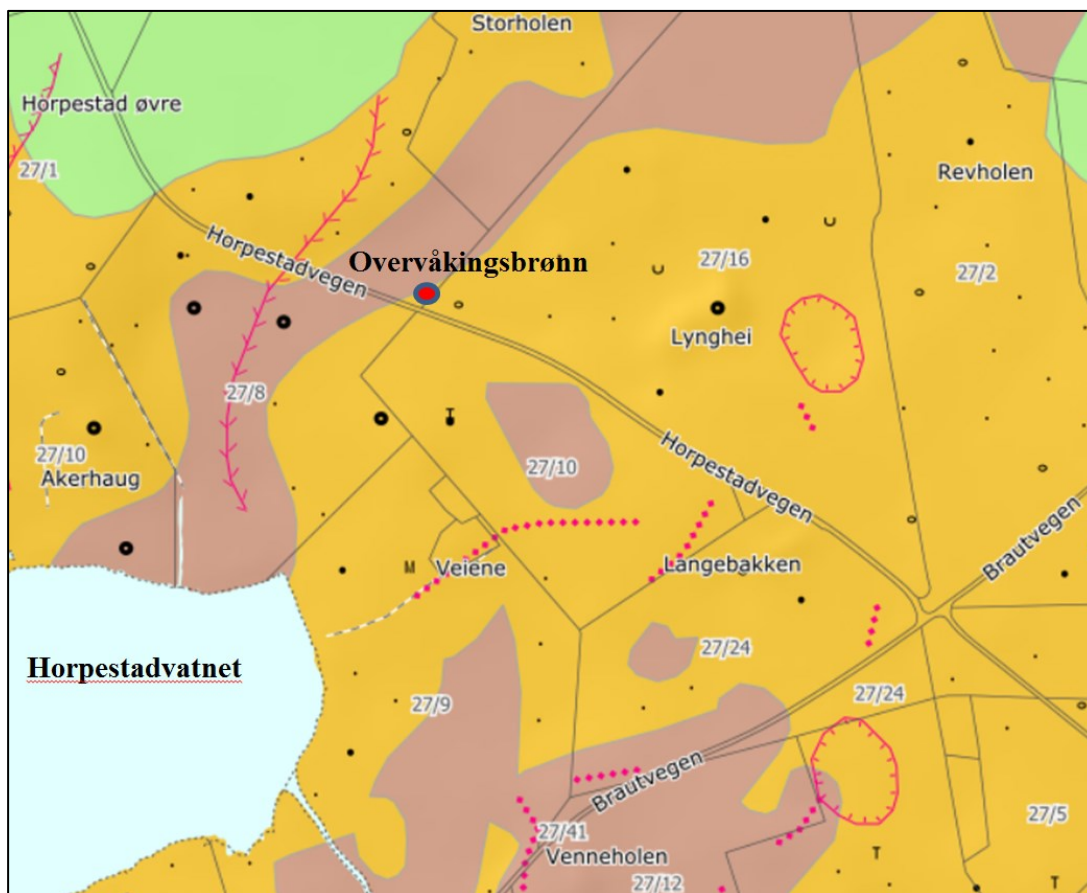 Storholen
Horpestad øvre
27/1
Revholen
Horpestadvegen
Overvåkingsbrønn
27/16
27/2
Lynghei
27/8
27/10
Akerhaug
27/10
Horpestadvegen
Brautvegen
T
M
Veiene
Langebakken
27/24
Horpestadvatnet
27/9
27/24
Brautvegen
27/41
Venneholen
27/12
27/5
T
T